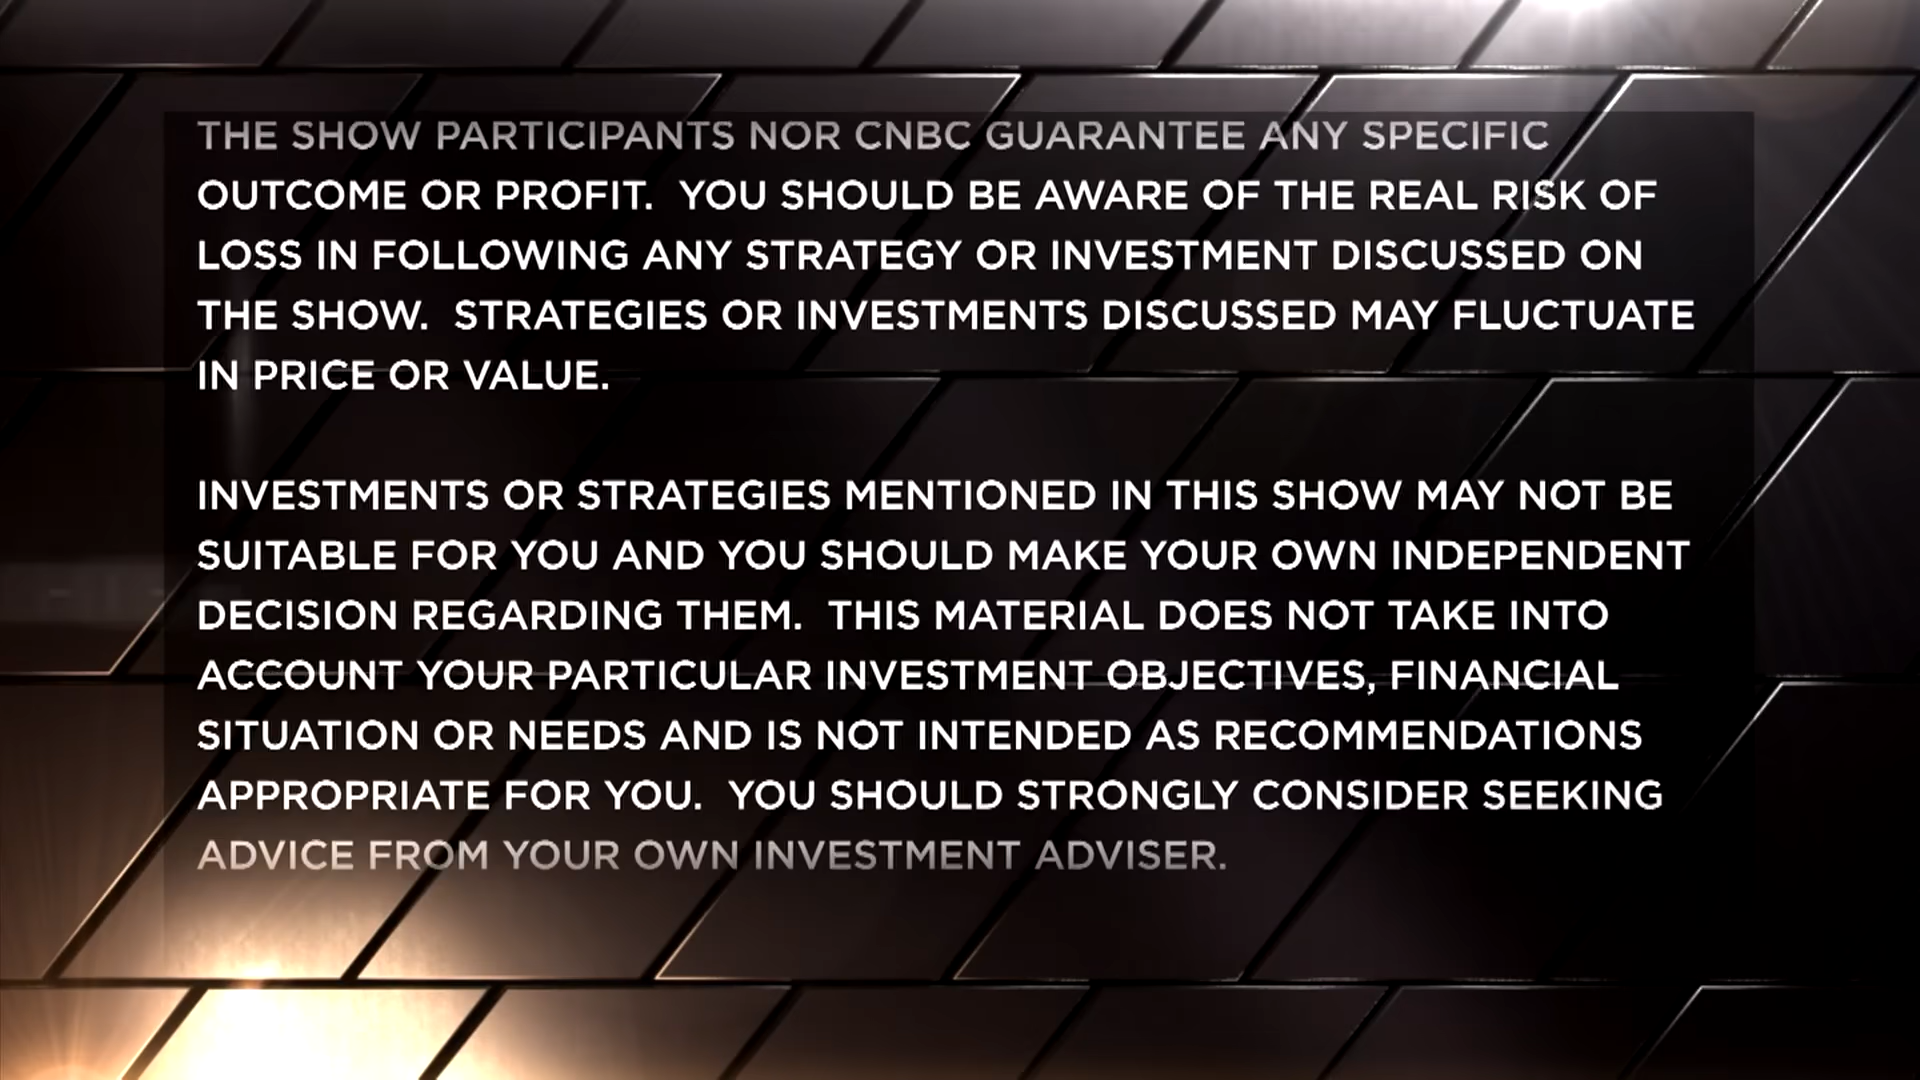 THE SHOW PARTICIPANTS NOR CNBC GUARANTEE ANY SPECIFIC
OUTCOME OR PROFIT.  YOU SHOULD BE AWARE OF THE REAL RISK OF
LOSS IN FOLLOWING ANY STRATEGY OR INVESTMENT DISCUSSED ON
THE SHOW.  STRATEGIES OR INVESTMENTS DISCUSSED MAY FLUCTUATE
IN PRICE OR VALUE.
INVESTMENTS OR STRATEGIES MENTIONED IN THIS SHOW MAY NOT BE
SUITABLE FOR YOU AND YOU SHOULD MAKE YOUR OWN INDEPENDENT
DECISION REGARDING THEM.  THIS MATERIAL DOES NOT TAKE INTO
ACCOUNT YOUR PARTICULAR INVESTMENT OBJECTIVES, FINANCIAL
SITUATION OR NEEDS AND IS NOT INTENDED AS RECOMMENDATIONS
APPROPRIATE FOR YOU.  YOU SHOULD STRONGLY CONSIDER SEEKING
ADVICE FROM YOUR OWN INVESTMENT ADVISER.